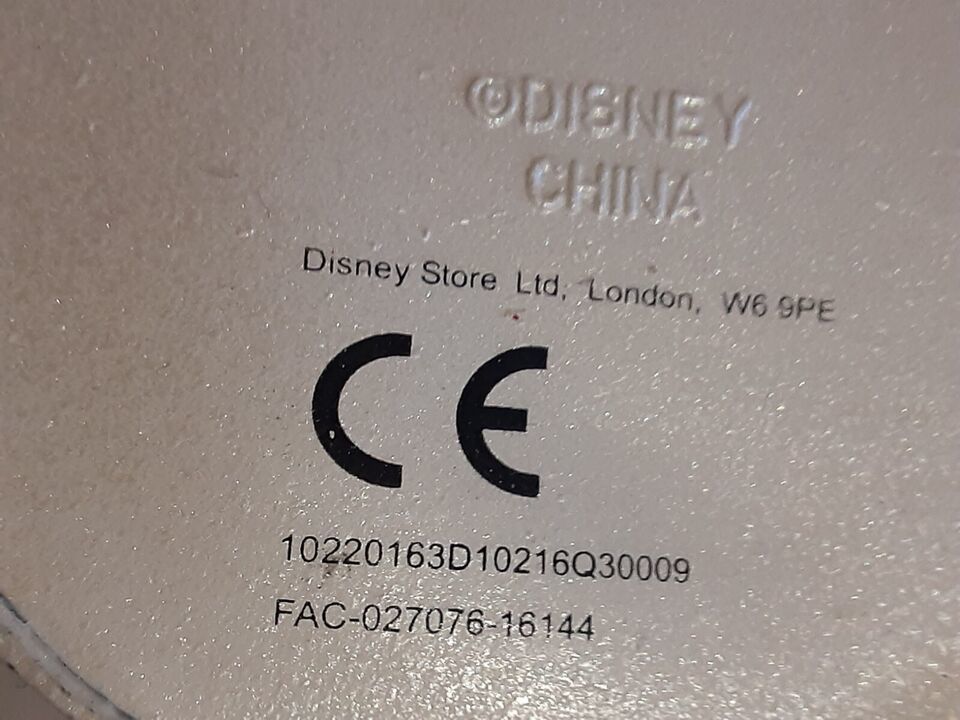 ©DISNEY
CHINA
Disney Store Ltd, London, W6 9PE
CE
10220163D10216Q30009
FAC-027076-16144